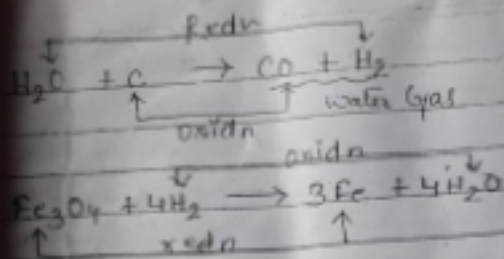 Redn
H₂O + C → CO + H₂
water Gas
oxidn
oxidn
Fe₃O₄ + 4H₂ → 3Fe + 4H₂O
redn